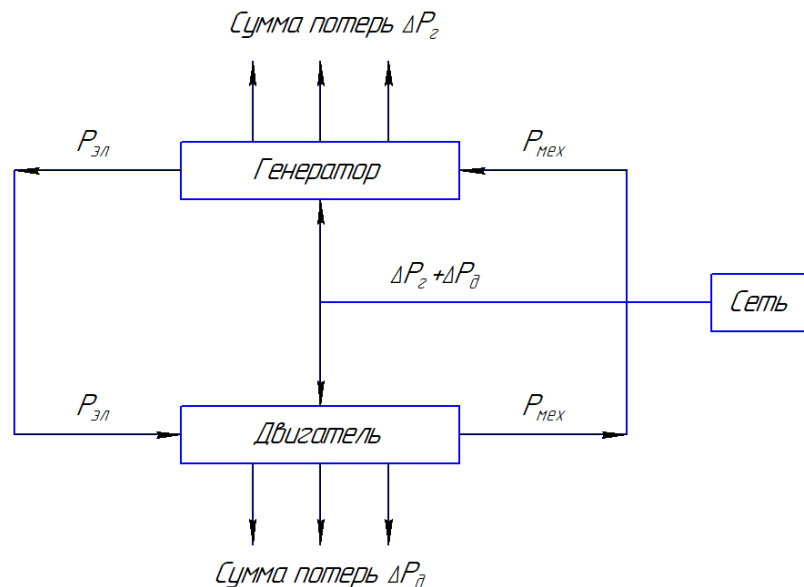 Сумма потерь ΔPг
Pэл
Генератор
Pмех
ΔPг+ΔPд
Сеть
Pэл
Двигатель
Pмех
Сумма потерь ΔPд